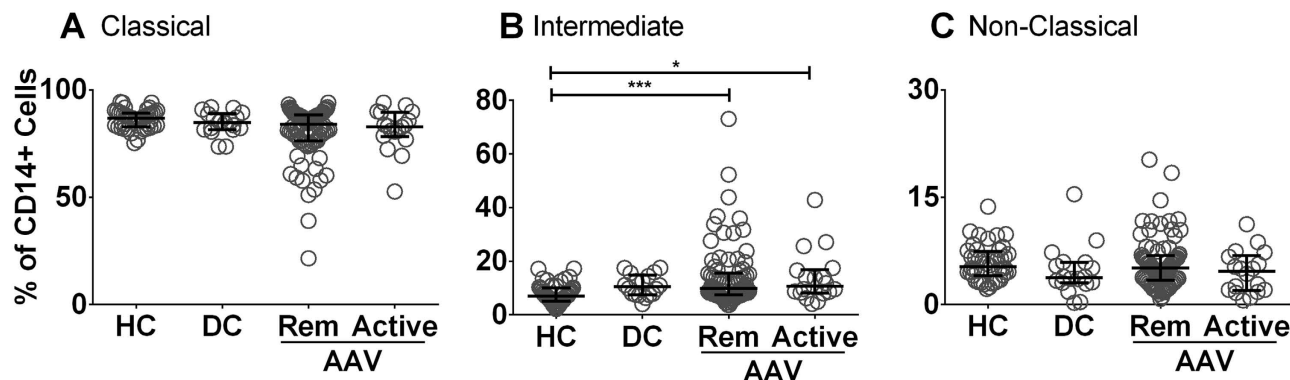 A Classical
B Intermediate
C Non-Classical
% of CD14+ Cells
100
50
0
HC DC Rem Active
AAV
*
***
80
60
40
20
0
HC DC Rem Active
AAV
30
15
0
HC DC Rem Active
AAV